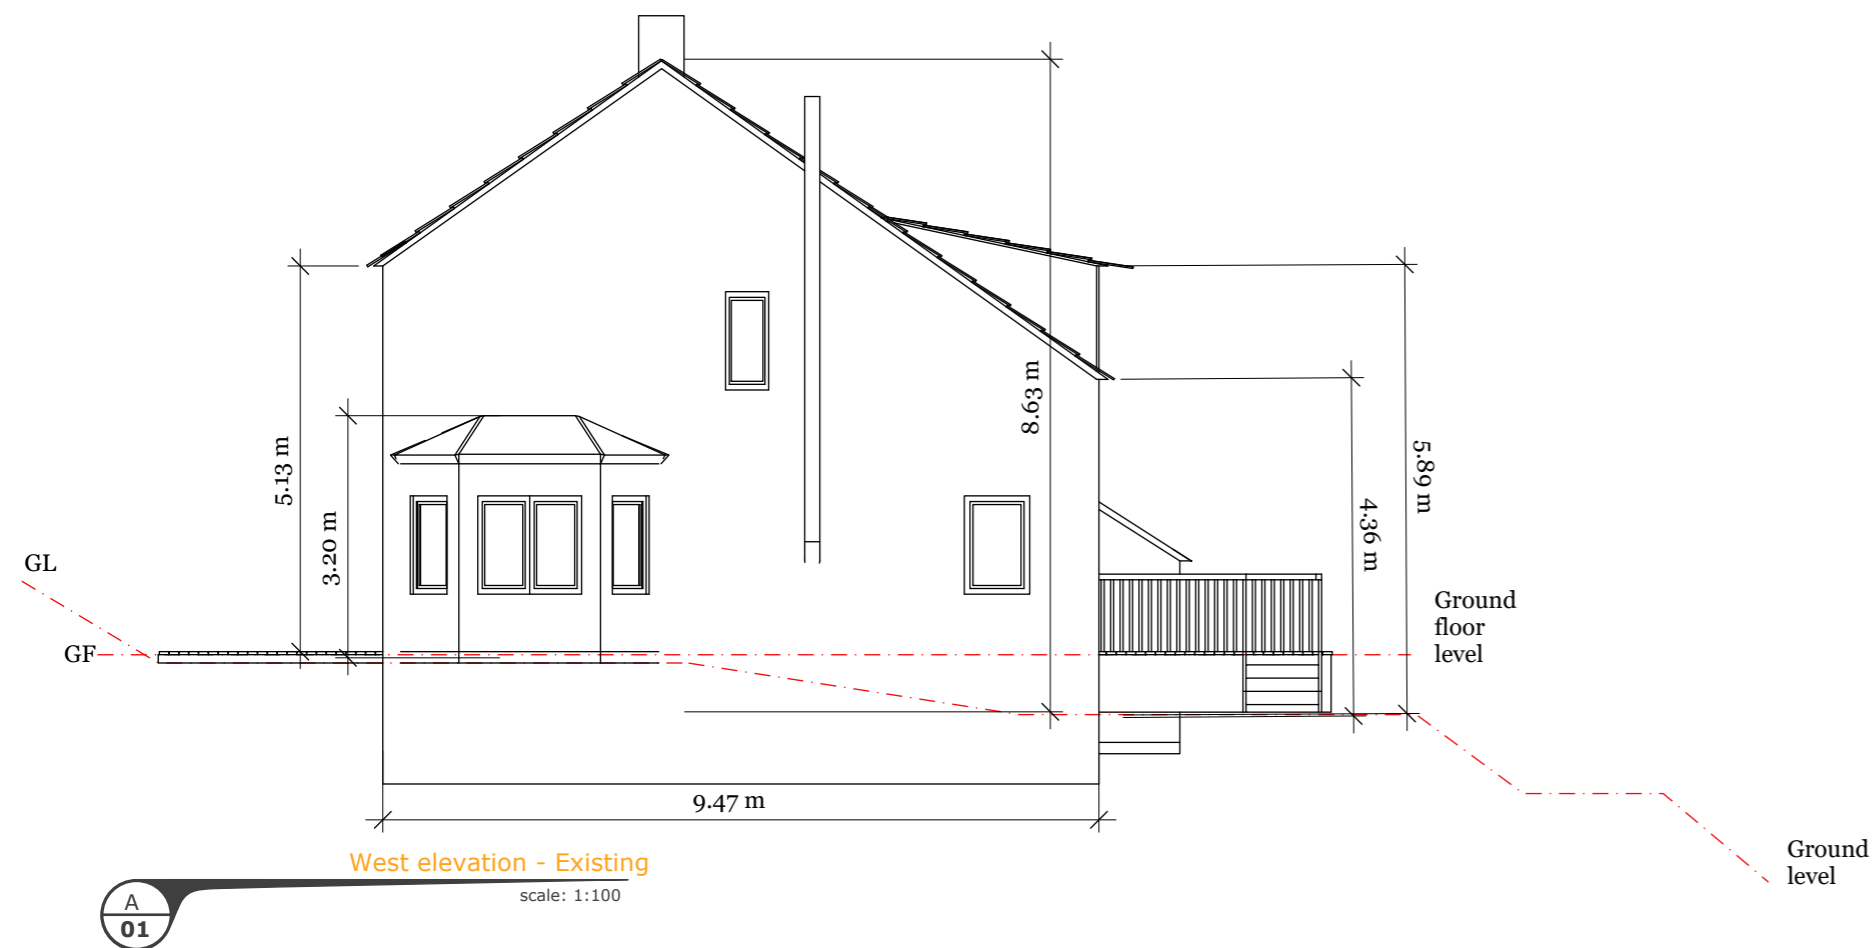 8.63 m
5.13 m
3.20 m
5.89 m
4.36 m
GL
GF
Ground
floor
level
9.47 m
Ground
level
West elevation - Existing
scale: 1:100
A
01